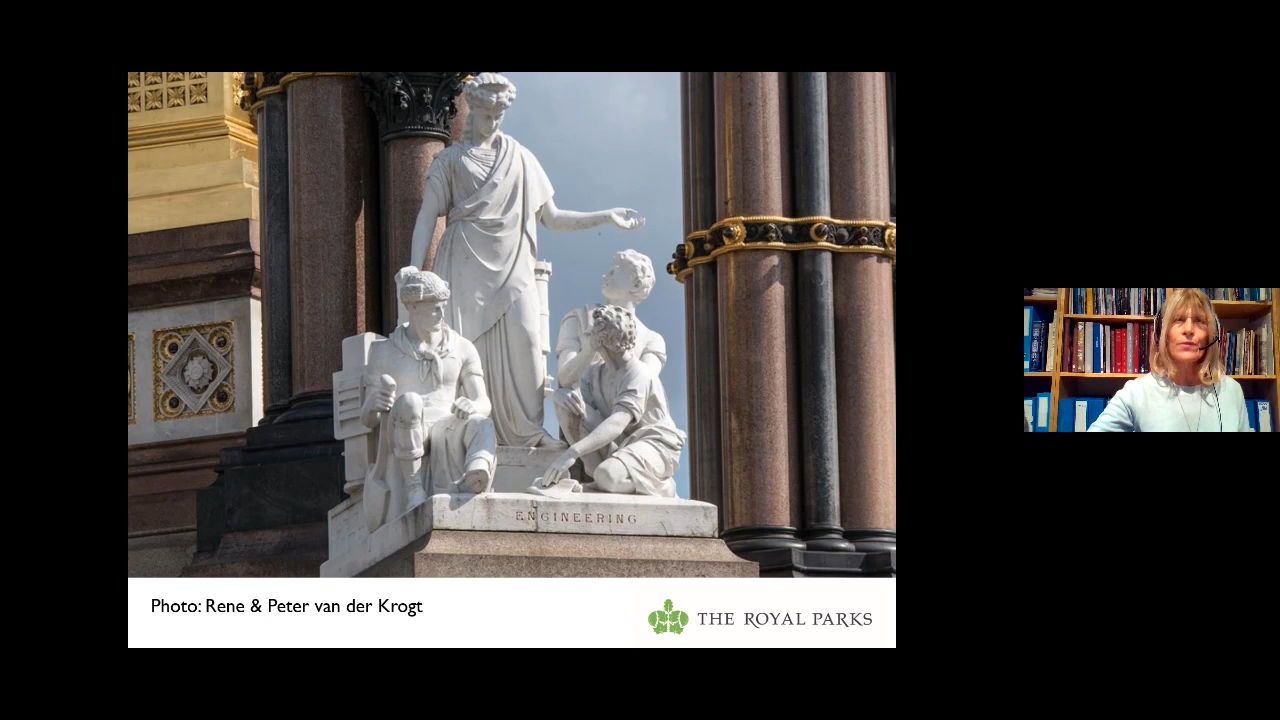 ENGINEERING
Photo: Rene & Peter van der Krogt
THE ROYAL PARKS